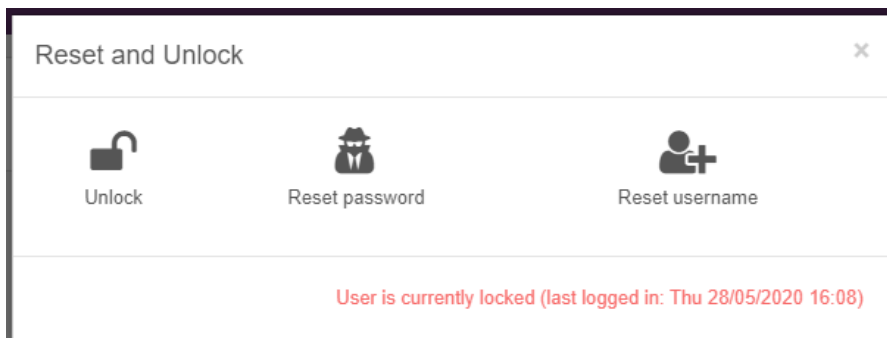 Reset and Unlock ×
Unlock Reset password Reset username
User is currently locked (last logged in: Thu 28/05/2020 16:08)